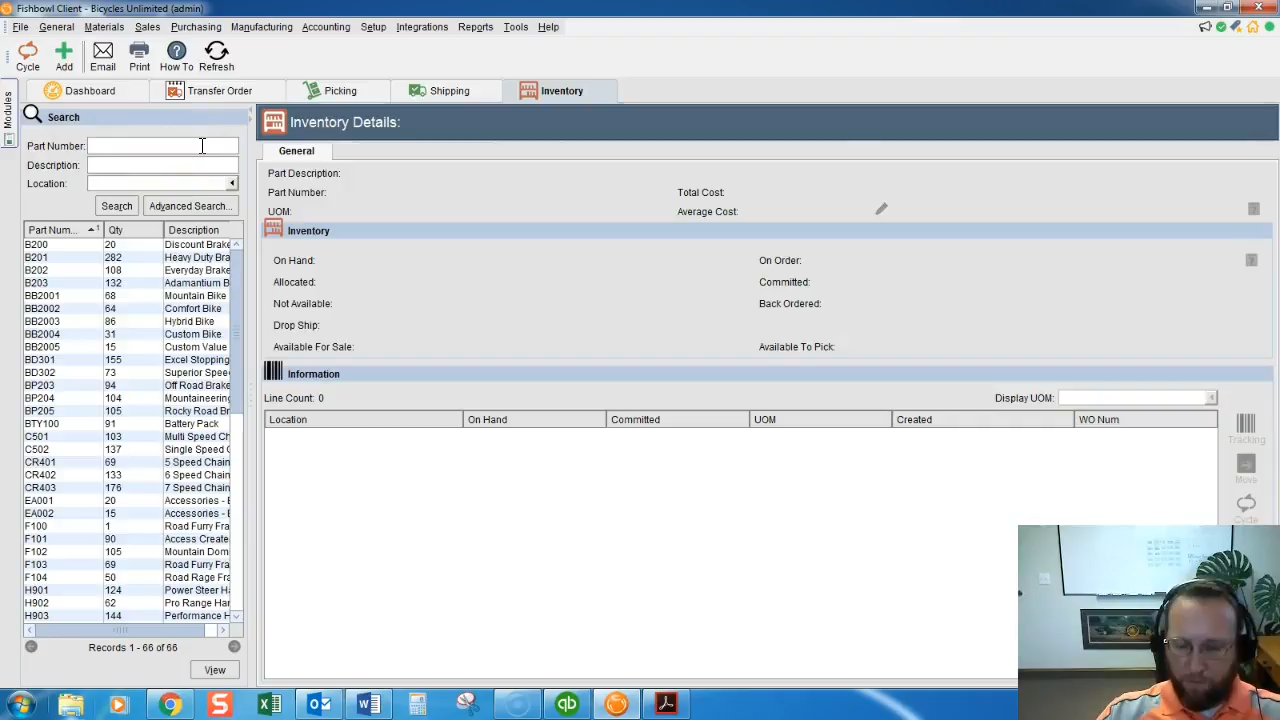 Fishbowl Client - Bicycles Unlimited (admin)
File General Materials Sales Purchasing Manufacturing Accounting Setup Integrations Reports Tools Help
Cycle Add Email Print How To Refresh
Modules
Dashboard Transfer Order Picking Shipping Inventory
Search
Part Number:
Description:
Location:
Search Advanced Search...
Part Num... 1 Qty Description
B200 20 Discount Brake
B201 282 Heavy Duty Bra
B202 108 Everyday Brake
B203 132 Adamantium B
BB2001 68 Mountain Bike
BB2002 64 Comfort Bike
BB2003 86 Hybrid Bike
BB2004 31 Custom Bike
BB2005 15 Custom Value
BD301 155 Excel Stopping
BD302 73 Superior Spee
BP203 94 Off Road Brake
BP204 104 Mountaineering
BP205 105 Rocky Road Br
BTY100 91 Battery Pack
C501 103 Multi Speed Ch
C502 137 Single Speed C
CR401 69 5 Speed Chain
CR402 133 6 Speed Chain
CR403 176 7 Speed Chain
EA001 20 Accessories - E
EA002 15 Accessories - E
F100 1 Road Furry Fra
F101 90 Access Create
F102 105 Mountain Dom
F103 69 Road Furry Fra
F104 50 Road Rage Fra
H901 124 Power Steer Ha
H902 62 Pro Range Har
H903 144 Performance H
Records 1 - 66 of 66
View
Inventory Details:
General
Part Description:
Part Number: Total Cost:
UOM: Average Cost:
Inventory
On Hand: On Order:
Allocated: Committed:
Not Available: Back Ordered:
Drop Ship:
Available For Sale: Available To Pick:
Information
Line Count: 0 Display UOM:
Location On Hand Committed UOM Created WO Num
Tracking
Move
Cycle